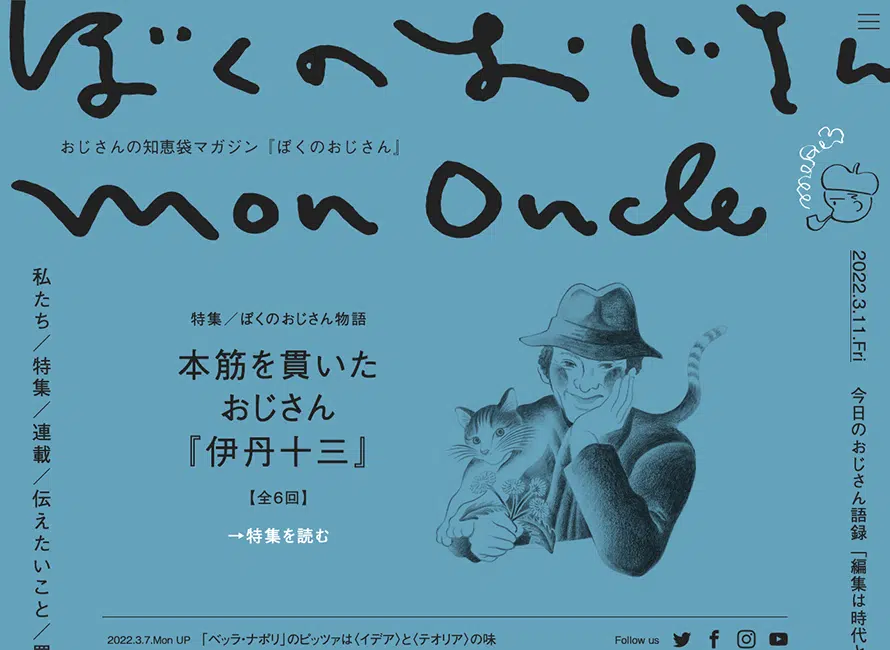 ぼくのおじさん
おじさんの知恵袋マガジン『ぼくのおじさん』
mon oncle
特集／ぼくのおじさん物語
本筋を貫いた
おじさん
『伊丹十三』
【全6回】
→特集を読む
私たち／特集／連載／伝えたいこと／
2022.3.11.Fri
今日のおじさん語録
「編集は時代と
2022.3.7.Mon UP 「ベッラ・ナポリ」のピッツァは〈イデア〉と〈テオリア〉の味
Follow us